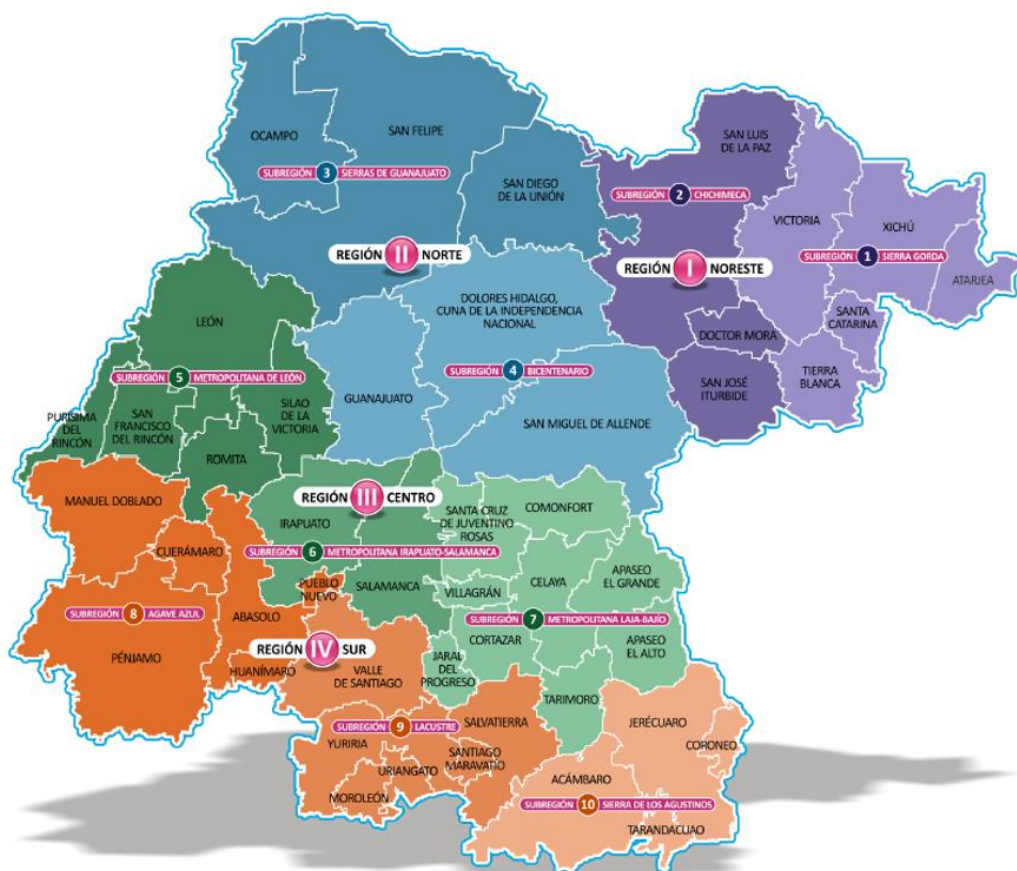 SAN LUIS
DE LA PAZ
OCAMPO
SAN FELIPE
SUBREGIÓN 3 SIERRAS DE GUANAJUATO
SAN DIEGO
DE LA UNIÓN
SUBREGIÓN 2 CHICHIMECA
VICTORIA
XICHÚ
SUBREGIÓN 1 SIERRA GORDA
ATARJEA
REGIÓN II NORTE
REGIÓN I NORESTE
DOLORES HIDALGO,
CUNA DE LA INDEPENDENCIA
NACIONAL
SANTA
CATARINA
LEÓN
DOCTOR MORA
SUBREGIÓN 5 METROPOLITANA DE LEÓN
SUBREGIÓN 4 BICENTENARIO
TIERRA
BLANCA
SAN JOSÉ
ITURBIDE
GUANAJUATO
SILAO
DE LA
VICTORIA
PURÍSIMA
DEL
RINCÓN
SAN
FRANCISCO
DEL RINCÓN
SAN MIGUEL DE ALLENDE
ROMITA
MANUEL DOBLADO
REGIÓN III CENTRO
IRAPUATO
SANTA CRUZ
DE JUVENTINO
ROSAS
COMONFORT
CUERÁMARO
SUBREGIÓN 6 METROPOLITANA IRAPUATO-SALAMANCA
PUEBLO
NUEVO
SALAMANCA
VILLAGRÁN
CELAYA
APASEO
EL GRANDE
SUBREGIÓN 8 AGAVE AZUL
ABASOLO
SUBREGIÓN 7 METROPOLITANA LAJA-BAJÍO
CORTAZAR
APASEO
EL ALTO
PÉNJAMO
REGIÓN IV SUR
HUANÍMARO
VALLE
DE SANTIAGO
JARAL
DEL
PROGRESO
TARIMORO
SUBREGIÓN 9 LACUSTRE
SALVATIERRA
JERÉCUARO
YURIRIA
CORONEO
URIANGATO
SANTIAGO
MARAVATÍO
MOROLEÓN
ACÁMBARO
SUBREGIÓN 10 SIERRA DE LOS AGUSTINOS
TARANDACUAO